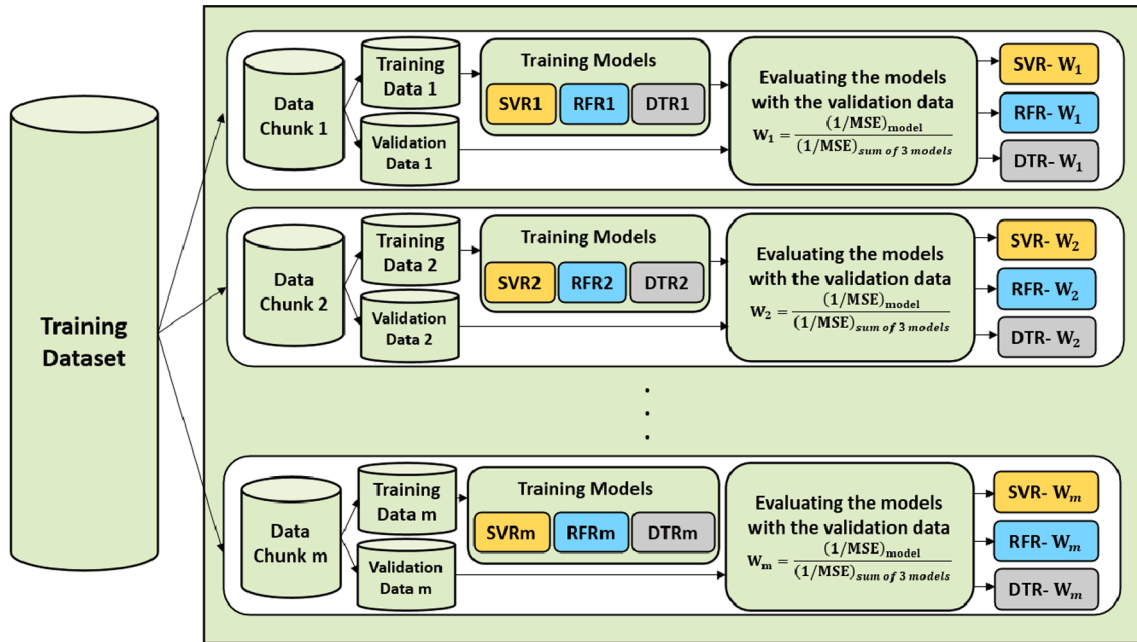 Training
Dataset
Data
Chunk 1
Training
Data 1
Validation
Data 1
Training Models
SVR1 RFR1 DTR1
Evaluating the models
with the validation data
W₁ = (1/MSE)model / (1/MSE)sum of 3 models
SVR- W₁
RFR- W₁
DTR- W₁
Data
Chunk 2
Training
Data 2
Validation
Data 2
Training Models
SVR2 RFR2 DTR2
Evaluating the models
with the validation data
W₂ = (1/MSE)model / (1/MSE)sum of 3 models
SVR- W₂
RFR- W₂
DTR- W₂
Data
Chunk m
Training
Data m
Validation
Data m
Training Models
SVRm RFRm DTRm
Evaluating the models
with the validation data
Wₘ = (1/MSE)model / (1/MSE)sum of 3 models
SVR- Wₘ
RFR- Wₘ
DTR- Wₘ